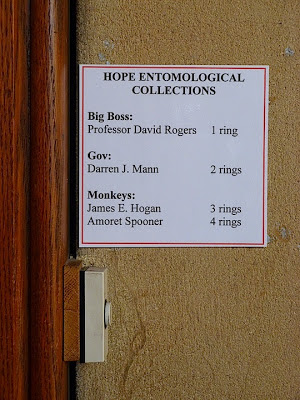 HOPE ENTOMOLOGICAL
COLLECTIONS
Big Boss:
Professor David Rogers 1 ring
Gov:
Darren J. Mann 2 rings
Monkeys:
James E. Hogan 3 rings
Amoret Spooner 4 rings